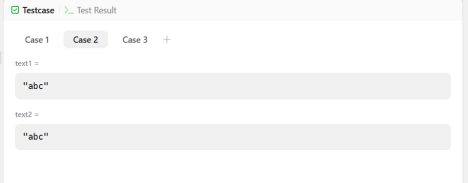 Testcase >_ Test Result
Case 1 Case 2 Case 3 +
text1 =
"abc"
text2 =
"abc"